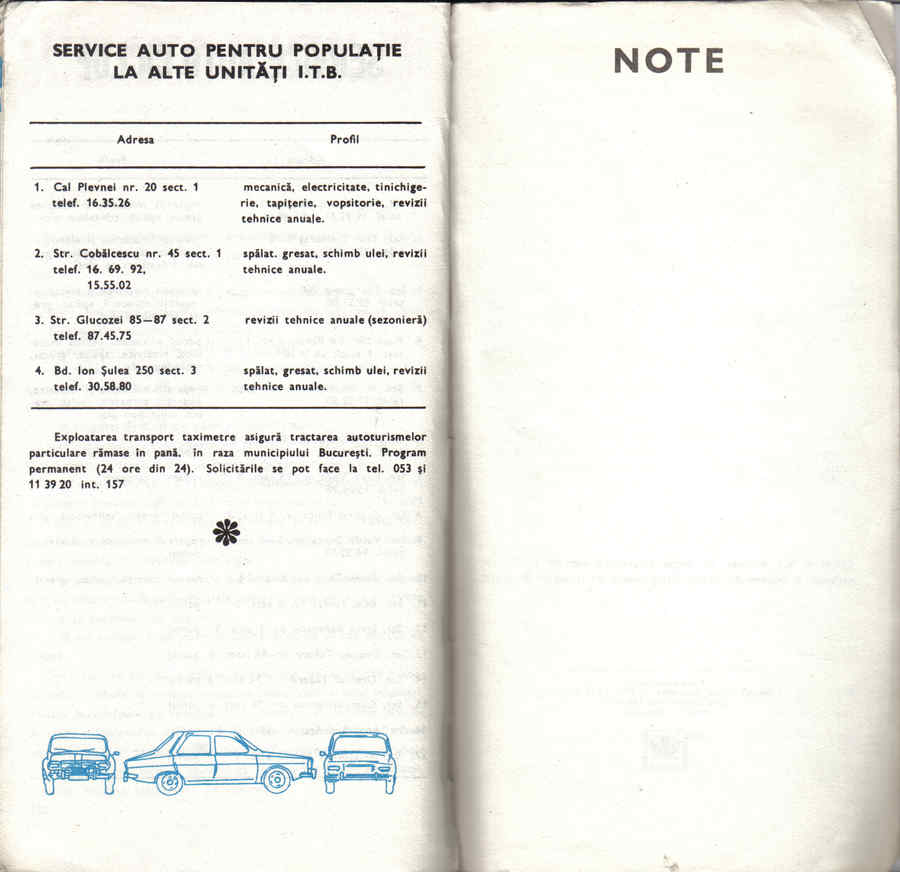 SERVICE AUTO PENTRU POPULAȚIE
LA ALTE UNITĂȚI I.T.B.
Adresa Profil
1. Cal Plevnei nr. 20 sect. 1 mecanică, electricitate, tinichige-
telef. 16.35.26 rie, tapițerie, vopsitorie, revizii
tehnice anuale.
2. Str. Cobălcescu nr. 45 sect. 1 spălat. gresat, schimb ulei, revizii
telef. 16. 69. 92, tehnice anuale.
15.55.02
3. Str. Glucozei 85—87 sect. 2 revizii tehnice anuale (sezonieră)
telef. 87.45.75
4. Bd. Ion Șulea 250 sect. 3 spălat, gresat, schimb ulei, revizii
telef. 30.58.80 tehnice anuale.
Exploatarea transport taximetre asigură tractarea autoturismelor
particulare rămase în pană, în raza municipiului București. Program
permanent (24 ore din 24). Solicitările se pot face la tel. 053 și
11 39 20 int. 157
NOTE